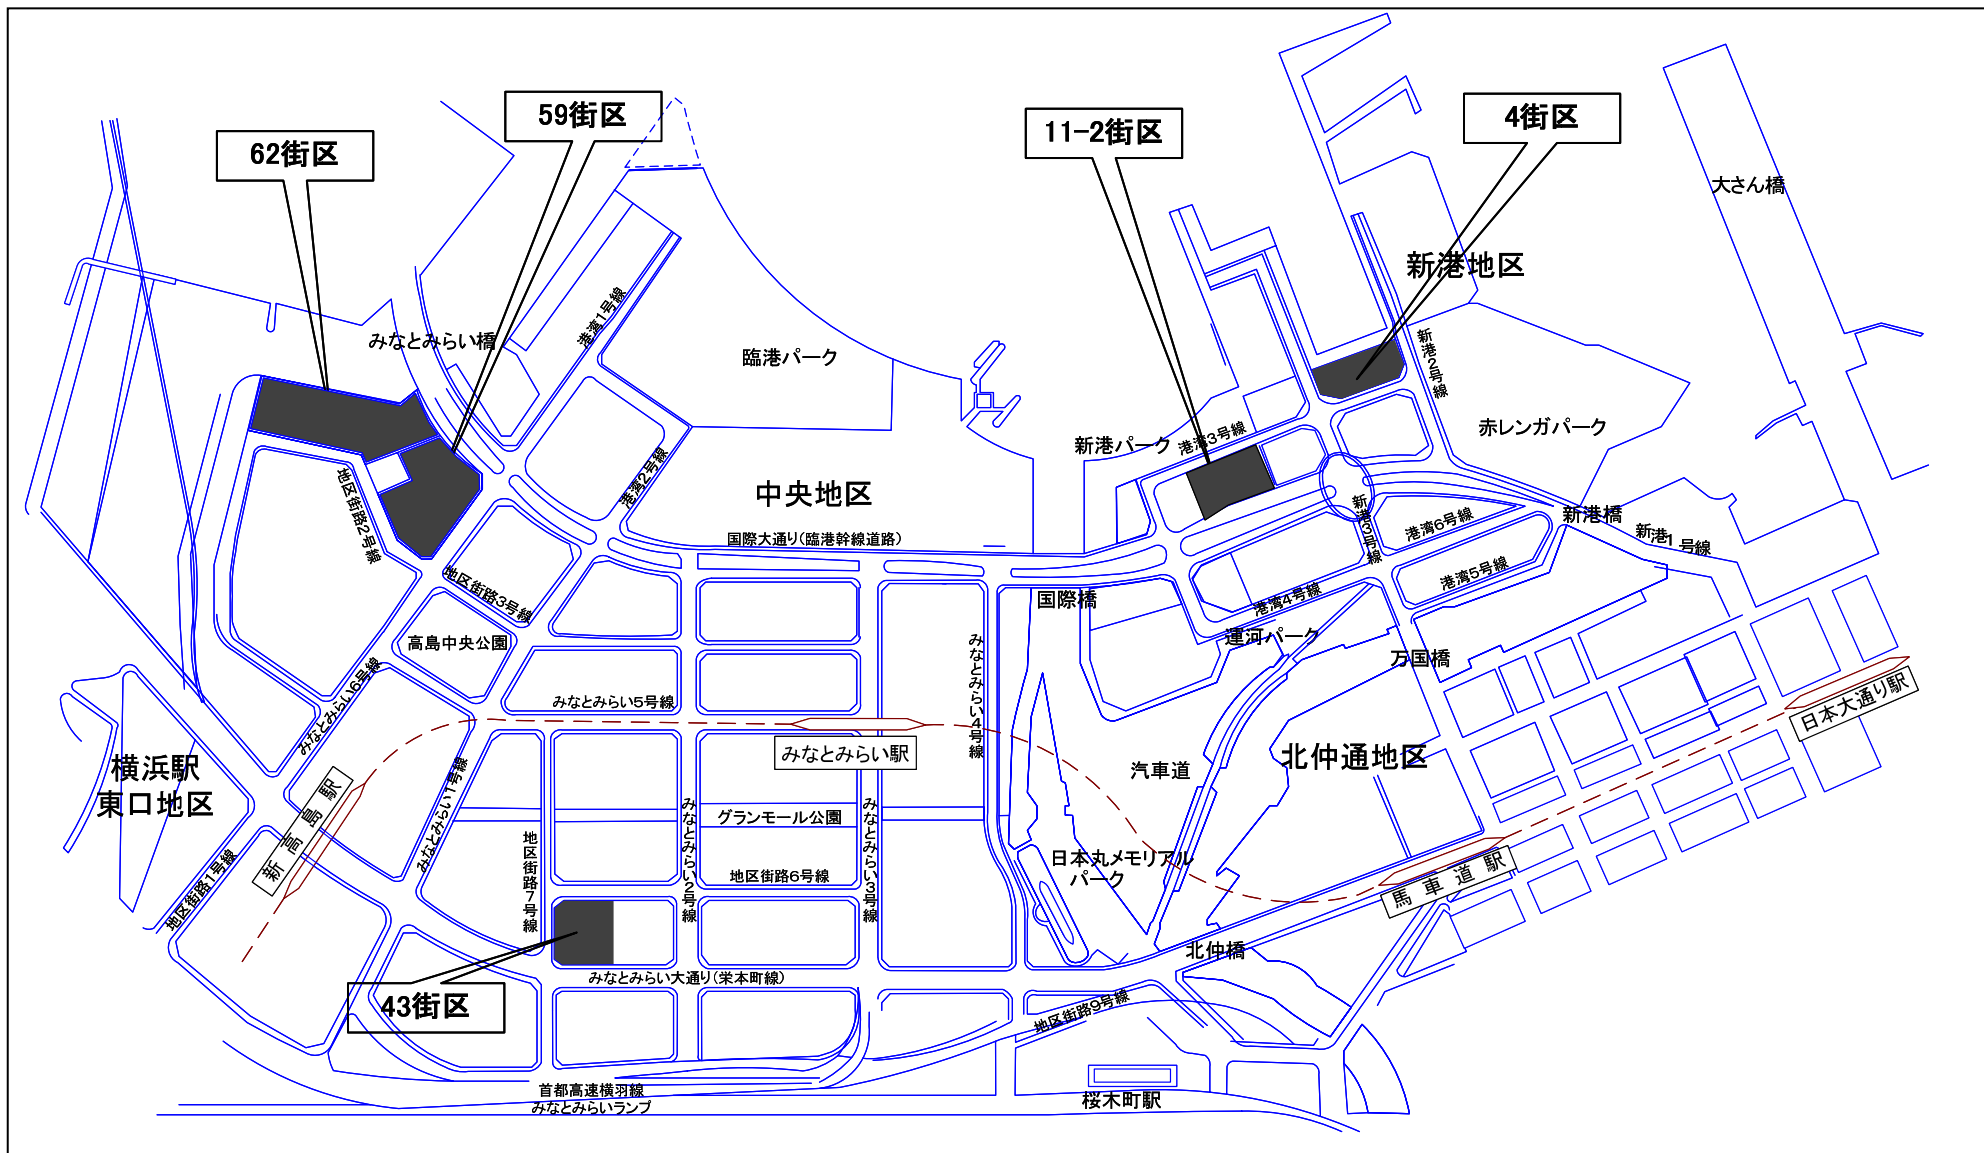 59街区
4街区
11-2街区
62街区
大さん橋
新港地区
港湾1号線
みなとみらい橋
臨港パーク
新港2号線
新港パーク
港湾3号線
赤レンガパーク
港湾2号線
中央地区
地区街路2号線
新港3号線
港湾6号線
新港橋
新港1号線
国際大通り(臨港幹線道路)
地区街路3号線
港湾5号線
国際橋
港湾4号線
高島中央公園
運河パーク
万国橋
みなとみらい4号線
みなとみらい6号線
みなとみらい5号線
日本大通り駅
みなとみらい駅
横浜駅
東口地区
汽車道
北仲通地区
新高島駅
みなとみらい1号線
グランモール公園
みなとみらい2号線
みなとみらい3号線
地区街路7号線
地区街路6号線
日本丸メモリアル
パーク
馬車道駅
地区街路1号線
北仲橋
みなとみらい大通り(栄本町線)
43街区
地区街路9号線
首都高速横羽線
みなとみらいランプ
桜木町駅